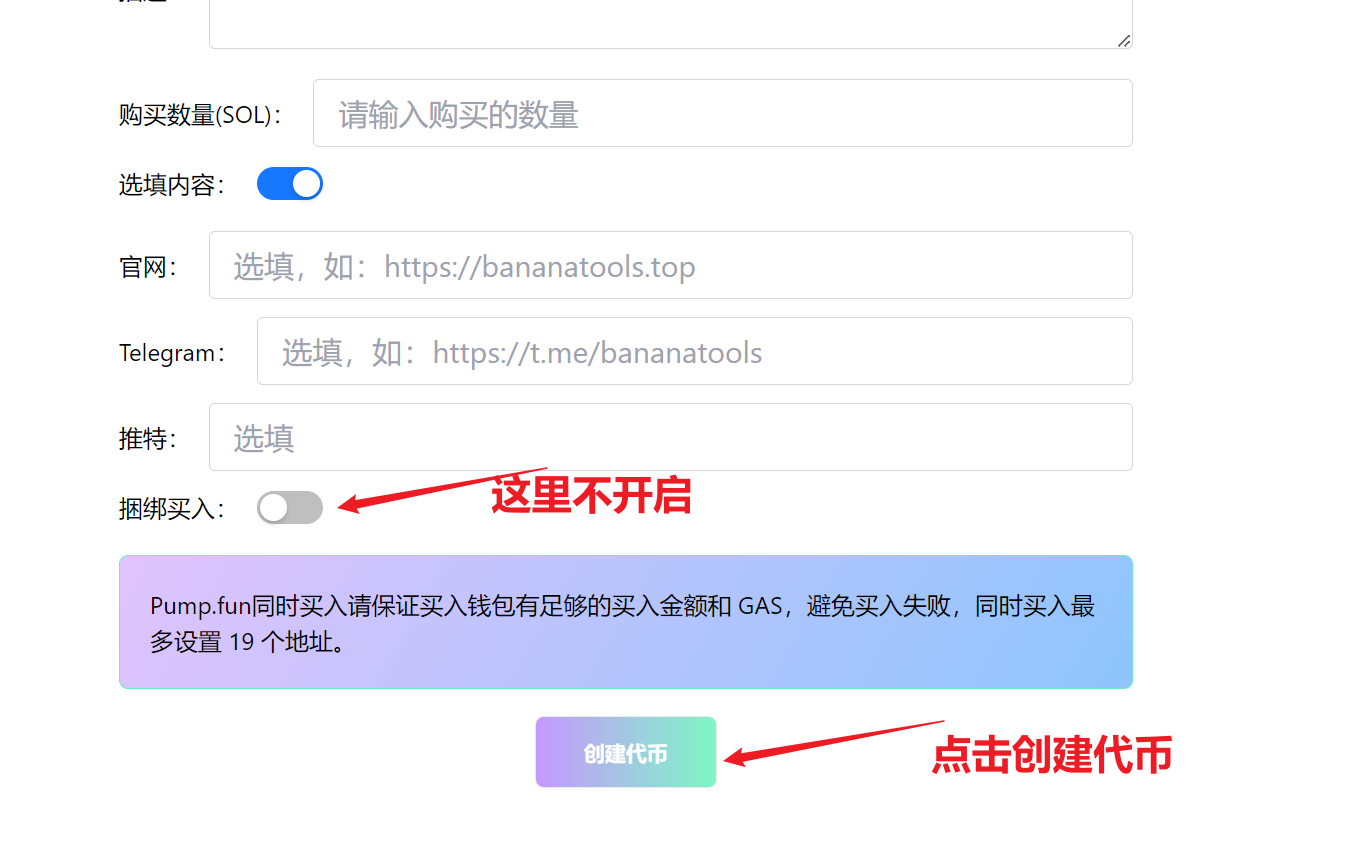 购买数量(SOL)：
请输入购买的数量
选填内容：
官网：
选填，如：https://bananatools.top
Telegram：
选填，如：https://t.me/bananatools
推特：
选填
捆绑买入：
这里不开启
Pump.fun同时买入请保证买入钱包有足够的买入金额和 GAS，避免买入失败，同时买入最
多设置 19 个地址。
创建代币
点击创建代币